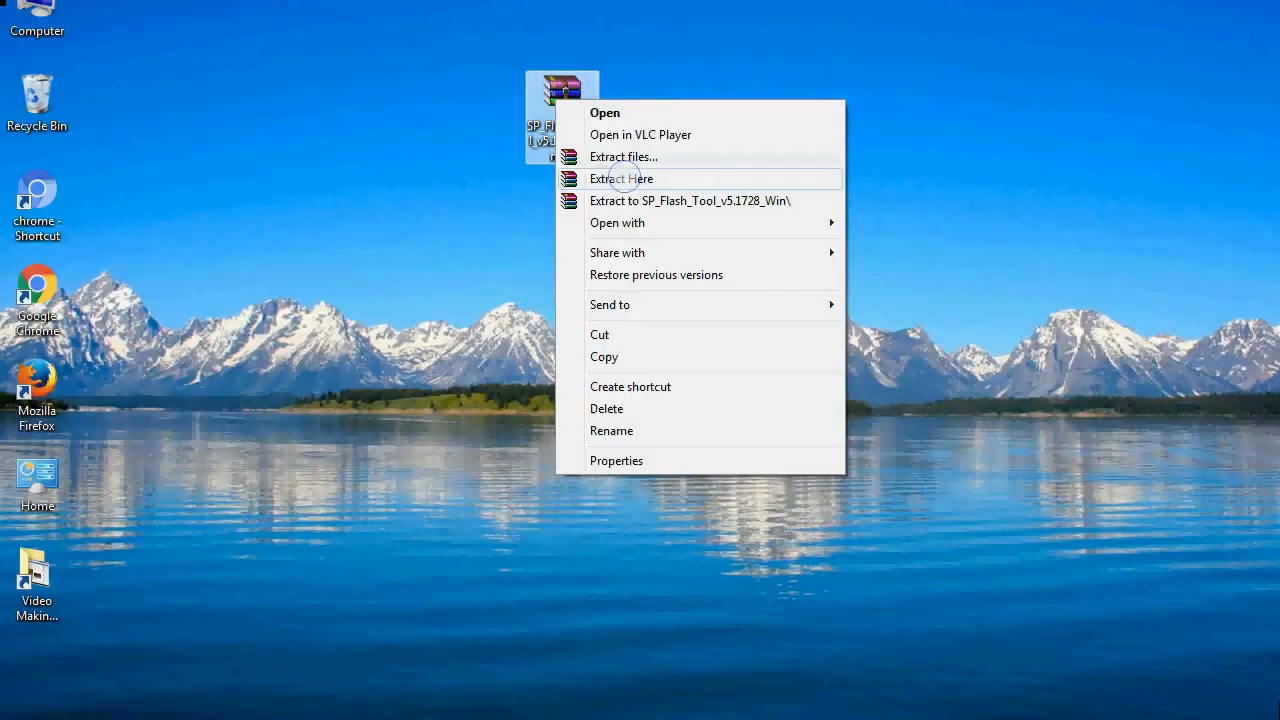 Computer
Recycle Bin
chrome -
Shortcut
Google
Chrome
Mozilla
Firefox
Home
Video
Makin...
Open
Open in VLC Player
Extract files...
Extract Here
Extract to SP_Flash_Tool_v5.1728_Win\
Open with
Share with
Restore previous versions
Send to
Cut
Copy
Create shortcut
Delete
Rename
Properties